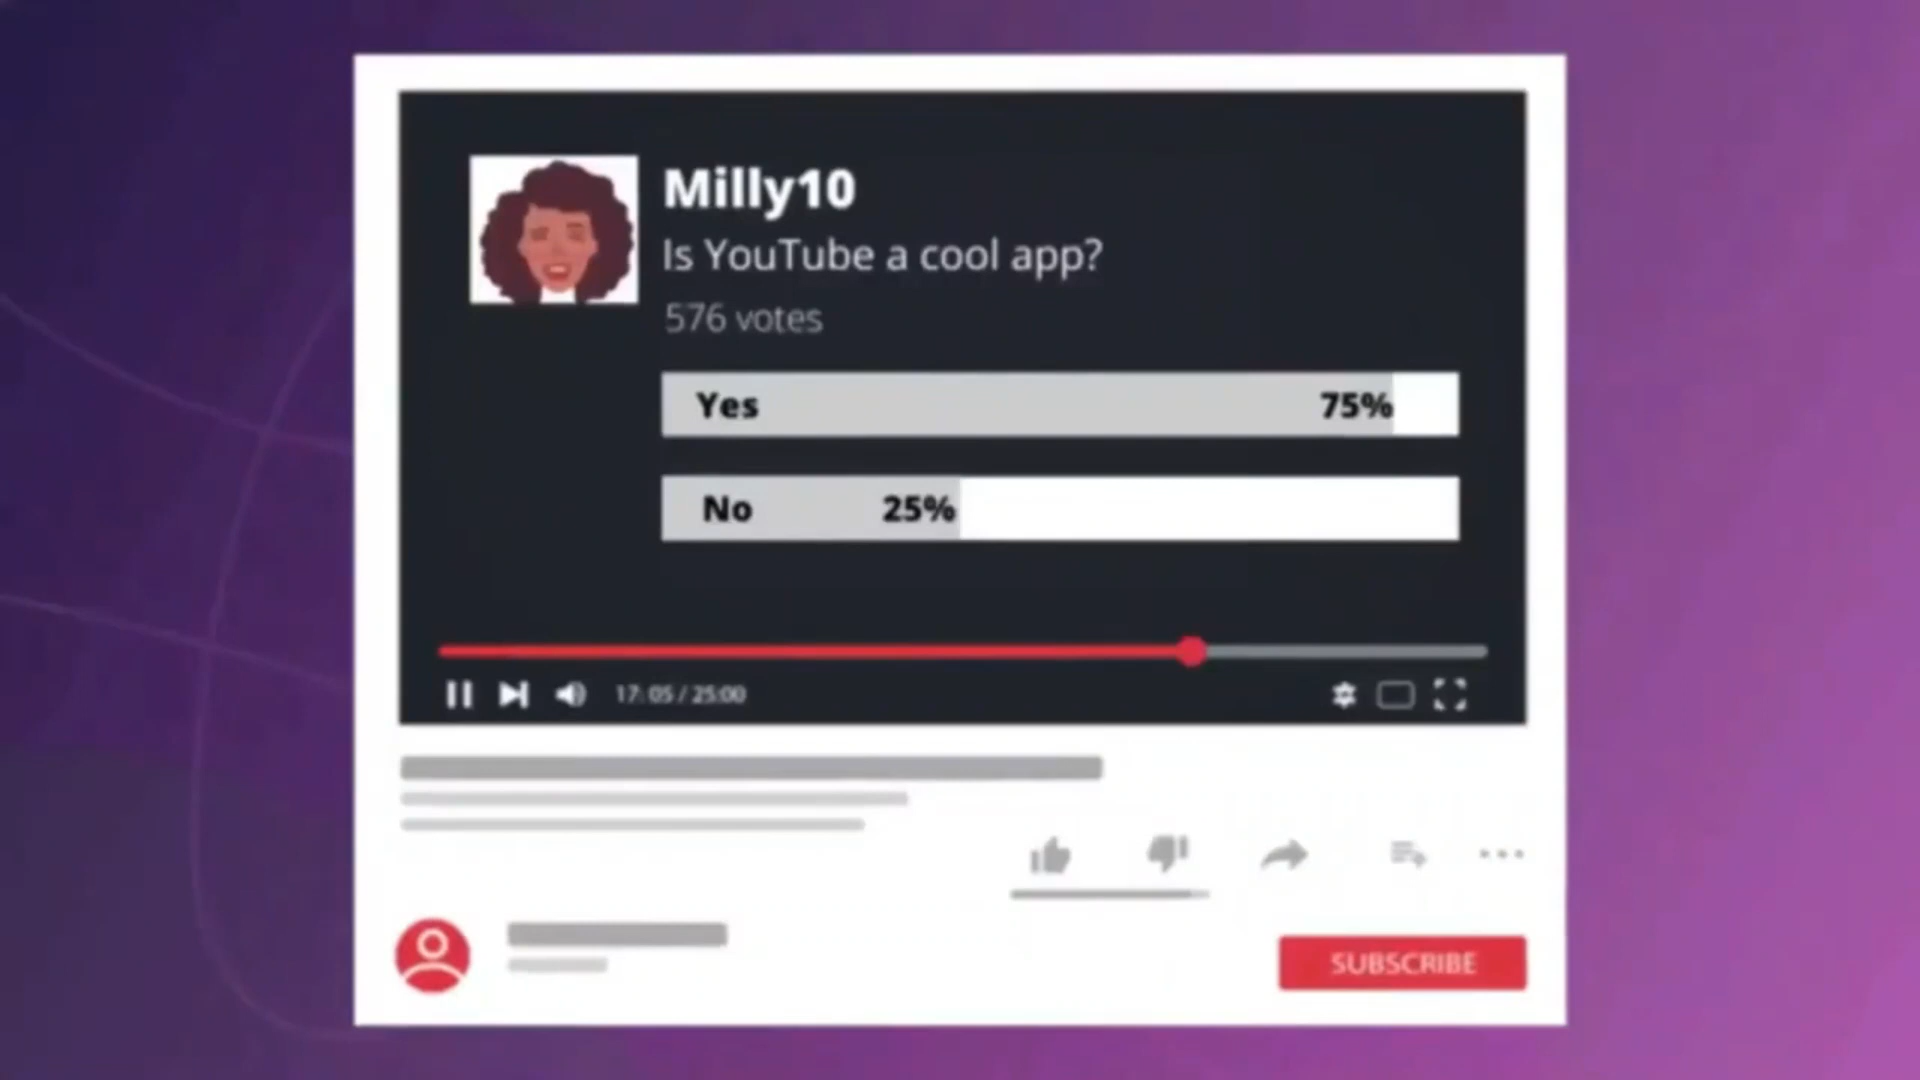 Milly10
Is YouTube a cool app?
576 votes
Yes 75%
No 25%
17:05 / 25:00
SUBSCRIBE